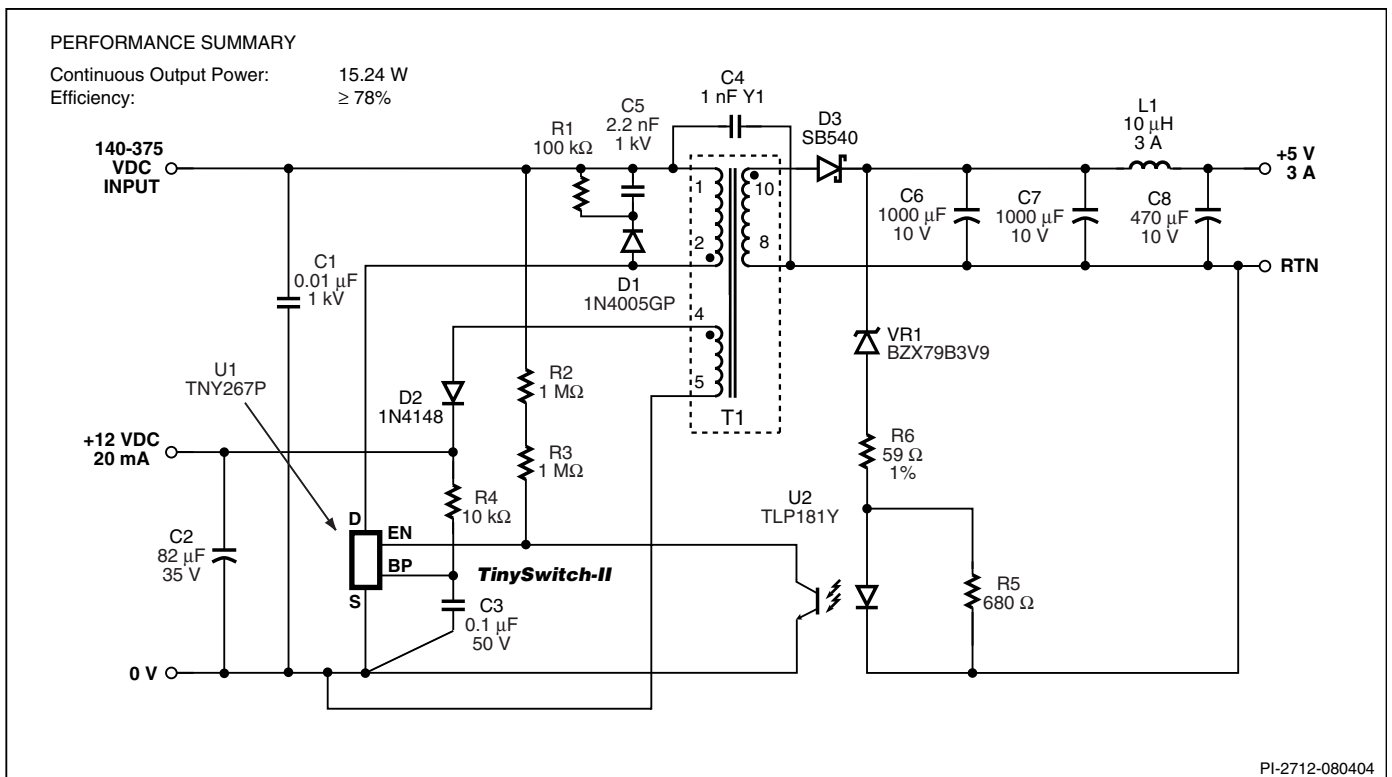 PERFORMANCE SUMMARY
Continuous Output Power: 15.24 W
Efficiency: ≥ 78%
C4
1 nF Y1
C5
2.2 nF
1 kV
R1
100 kΩ
D3
SB540
L1
10 μH
3 A
140-375
VDC
INPUT
+5 V
3 A
1
10
2
8
C6
1000 μF
10 V
C7
1000 μF
10 V
C8
470 μF
10 V
C1
0.01 μF
1 kV
D1
1N4005GP
RTN
4
5
T1
VR1
BZX79B3V9
U1
TNY267P
D2
1N4148
R2
1 MΩ
+12 VDC
20 mA
R3
1 MΩ
R6
59 Ω
1%
R4
10 kΩ
U2
TLP181Y
C2
82 μF
35 V
D
EN
BP
S
TinySwitch-II
C3
0.1 μF
50 V
R5
680 Ω
0 V
PI-2712-080404